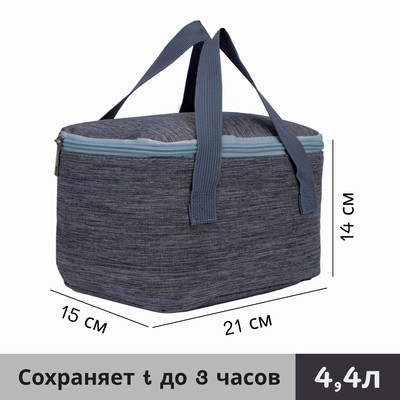 14 см
15 см
21 см
Сохраняет t до 3 часов
4,4л